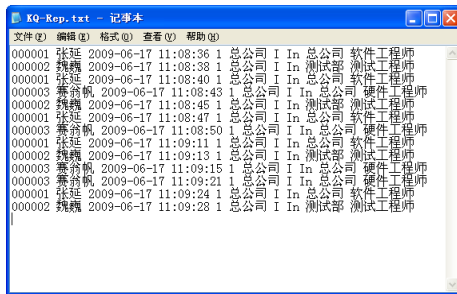 KQ-Rep.txt - 记事本
文件(F) 编辑(E) 格式(O) 查看(V) 帮助(H)
000001 张延 2009-06-17 11:08:36 1 总公司 I In 总公司 软件工程师
000002 魏巍 2009-06-17 11:08:38 1 总公司 I In 测试部 测试工程师
000001 张延 2009-06-17 11:08:40 1 总公司 I In 总公司 软件工程师
000003 赛翁帆 2009-06-17 11:08:43 1 总公司 I In 总公司 硬件工程师
000002 魏巍 2009-06-17 11:08:45 1 总公司 I In 测试部 测试工程师
000001 张延 2009-06-17 11:08:47 1 总公司 I In 总公司 软件工程师
000003 赛翁帆 2009-06-17 11:08:50 1 总公司 I In 总公司 硬件工程师
000001 张延 2009-06-17 11:09:11 1 总公司 I In 总公司 软件工程师
000002 魏巍 2009-06-17 11:09:13 1 总公司 I In 测试部 测试工程师
000003 赛翁帆 2009-06-17 11:09:15 1 总公司 I In 总公司 硬件工程师
000003 赛翁帆 2009-06-17 11:09:21 1 总公司 I In 总公司 硬件工程师
000001 张延 2009-06-17 11:09:24 1 总公司 I In 总公司 软件工程师
000002 魏巍 2009-06-17 11:09:28 1 总公司 I In 测试部 测试工程师